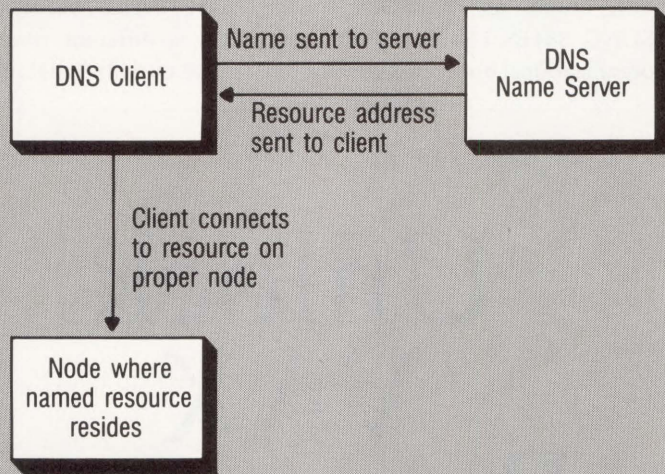 DNS Client
Name sent to server
DNS
Name Server
Resource address
sent to client
Client connects
to resource on
proper node
Node where
named resource
resides